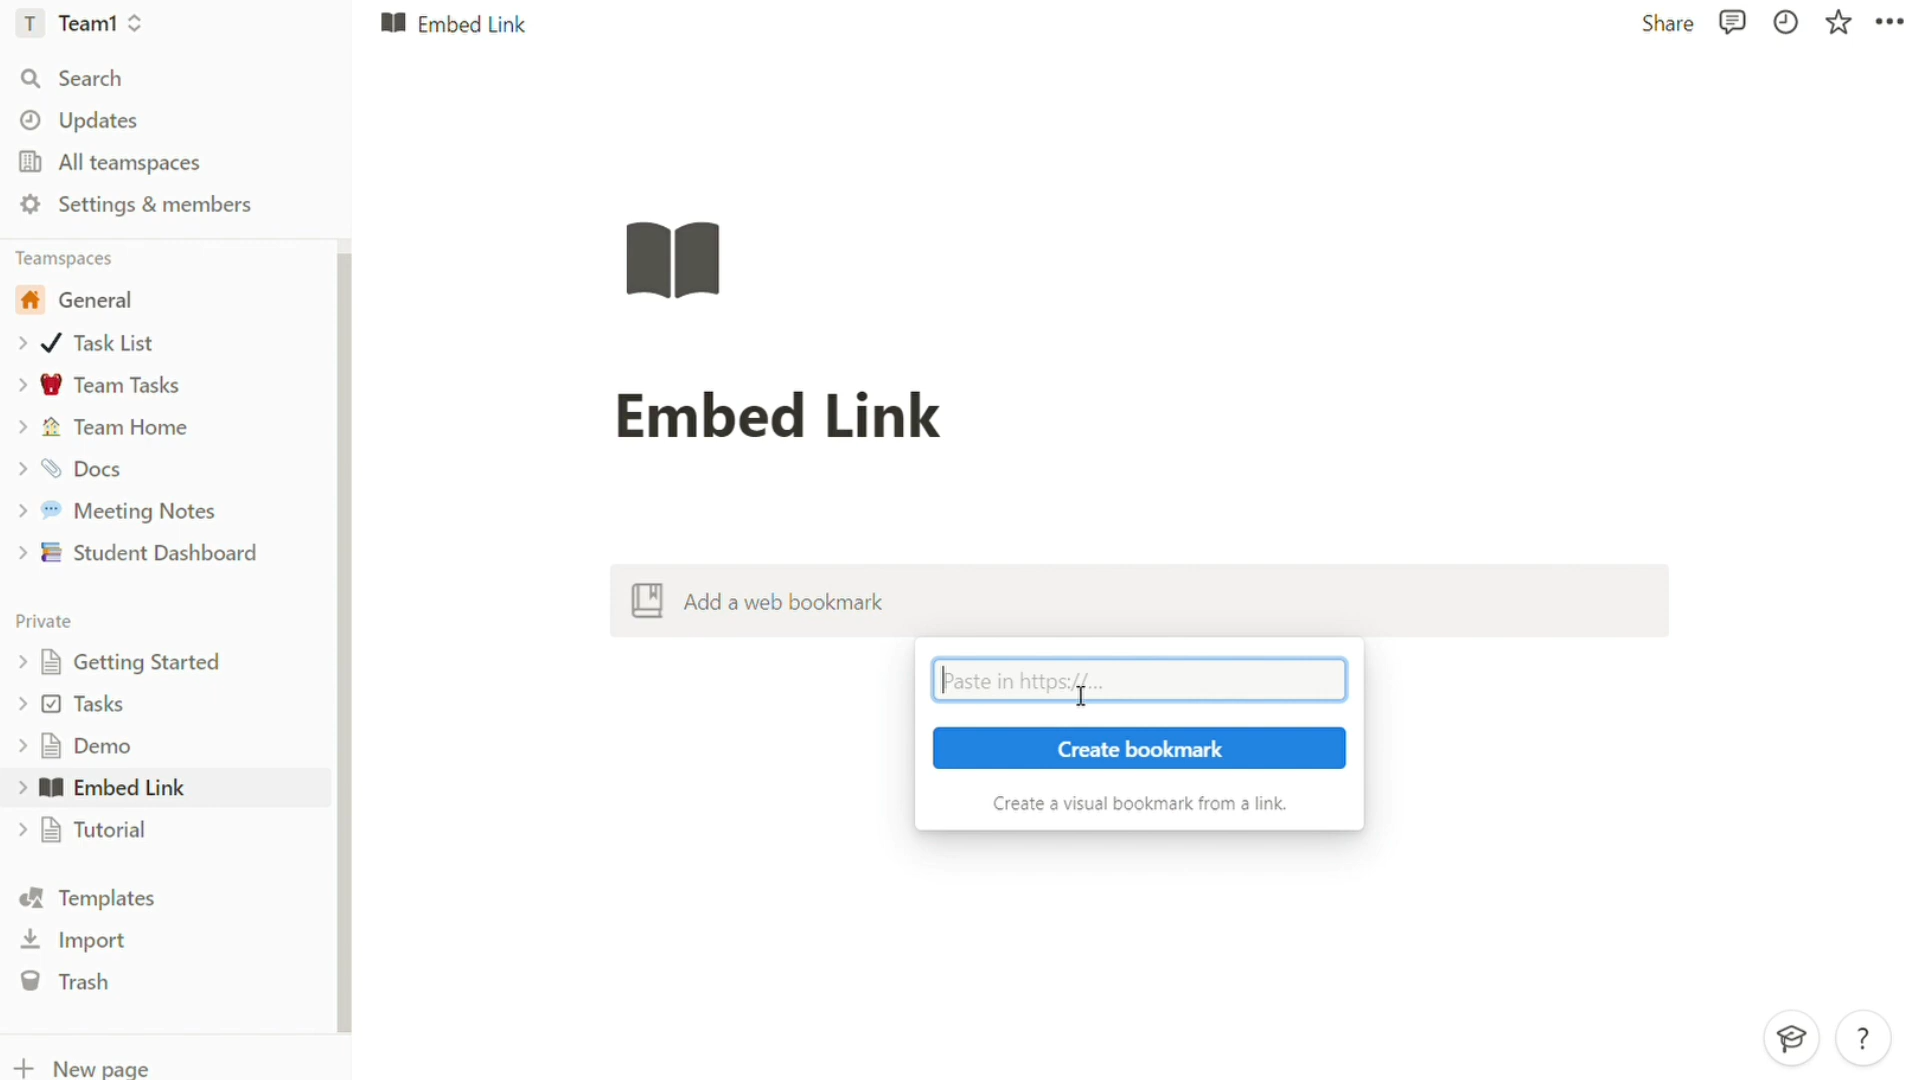 T Team1
Search
Updates
All teamspaces
Settings & members
Teamspaces
General
Task List
Team Tasks
Team Home
Docs
Meeting Notes
Student Dashboard
Private
Getting Started
Tasks
Demo
Embed Link
Tutorial
Templates
Import
Trash
+ New page
Embed Link
Share
Embed Link
Add a web bookmark
Paste in https://...
Create bookmark
Create a visual bookmark from a link.
?